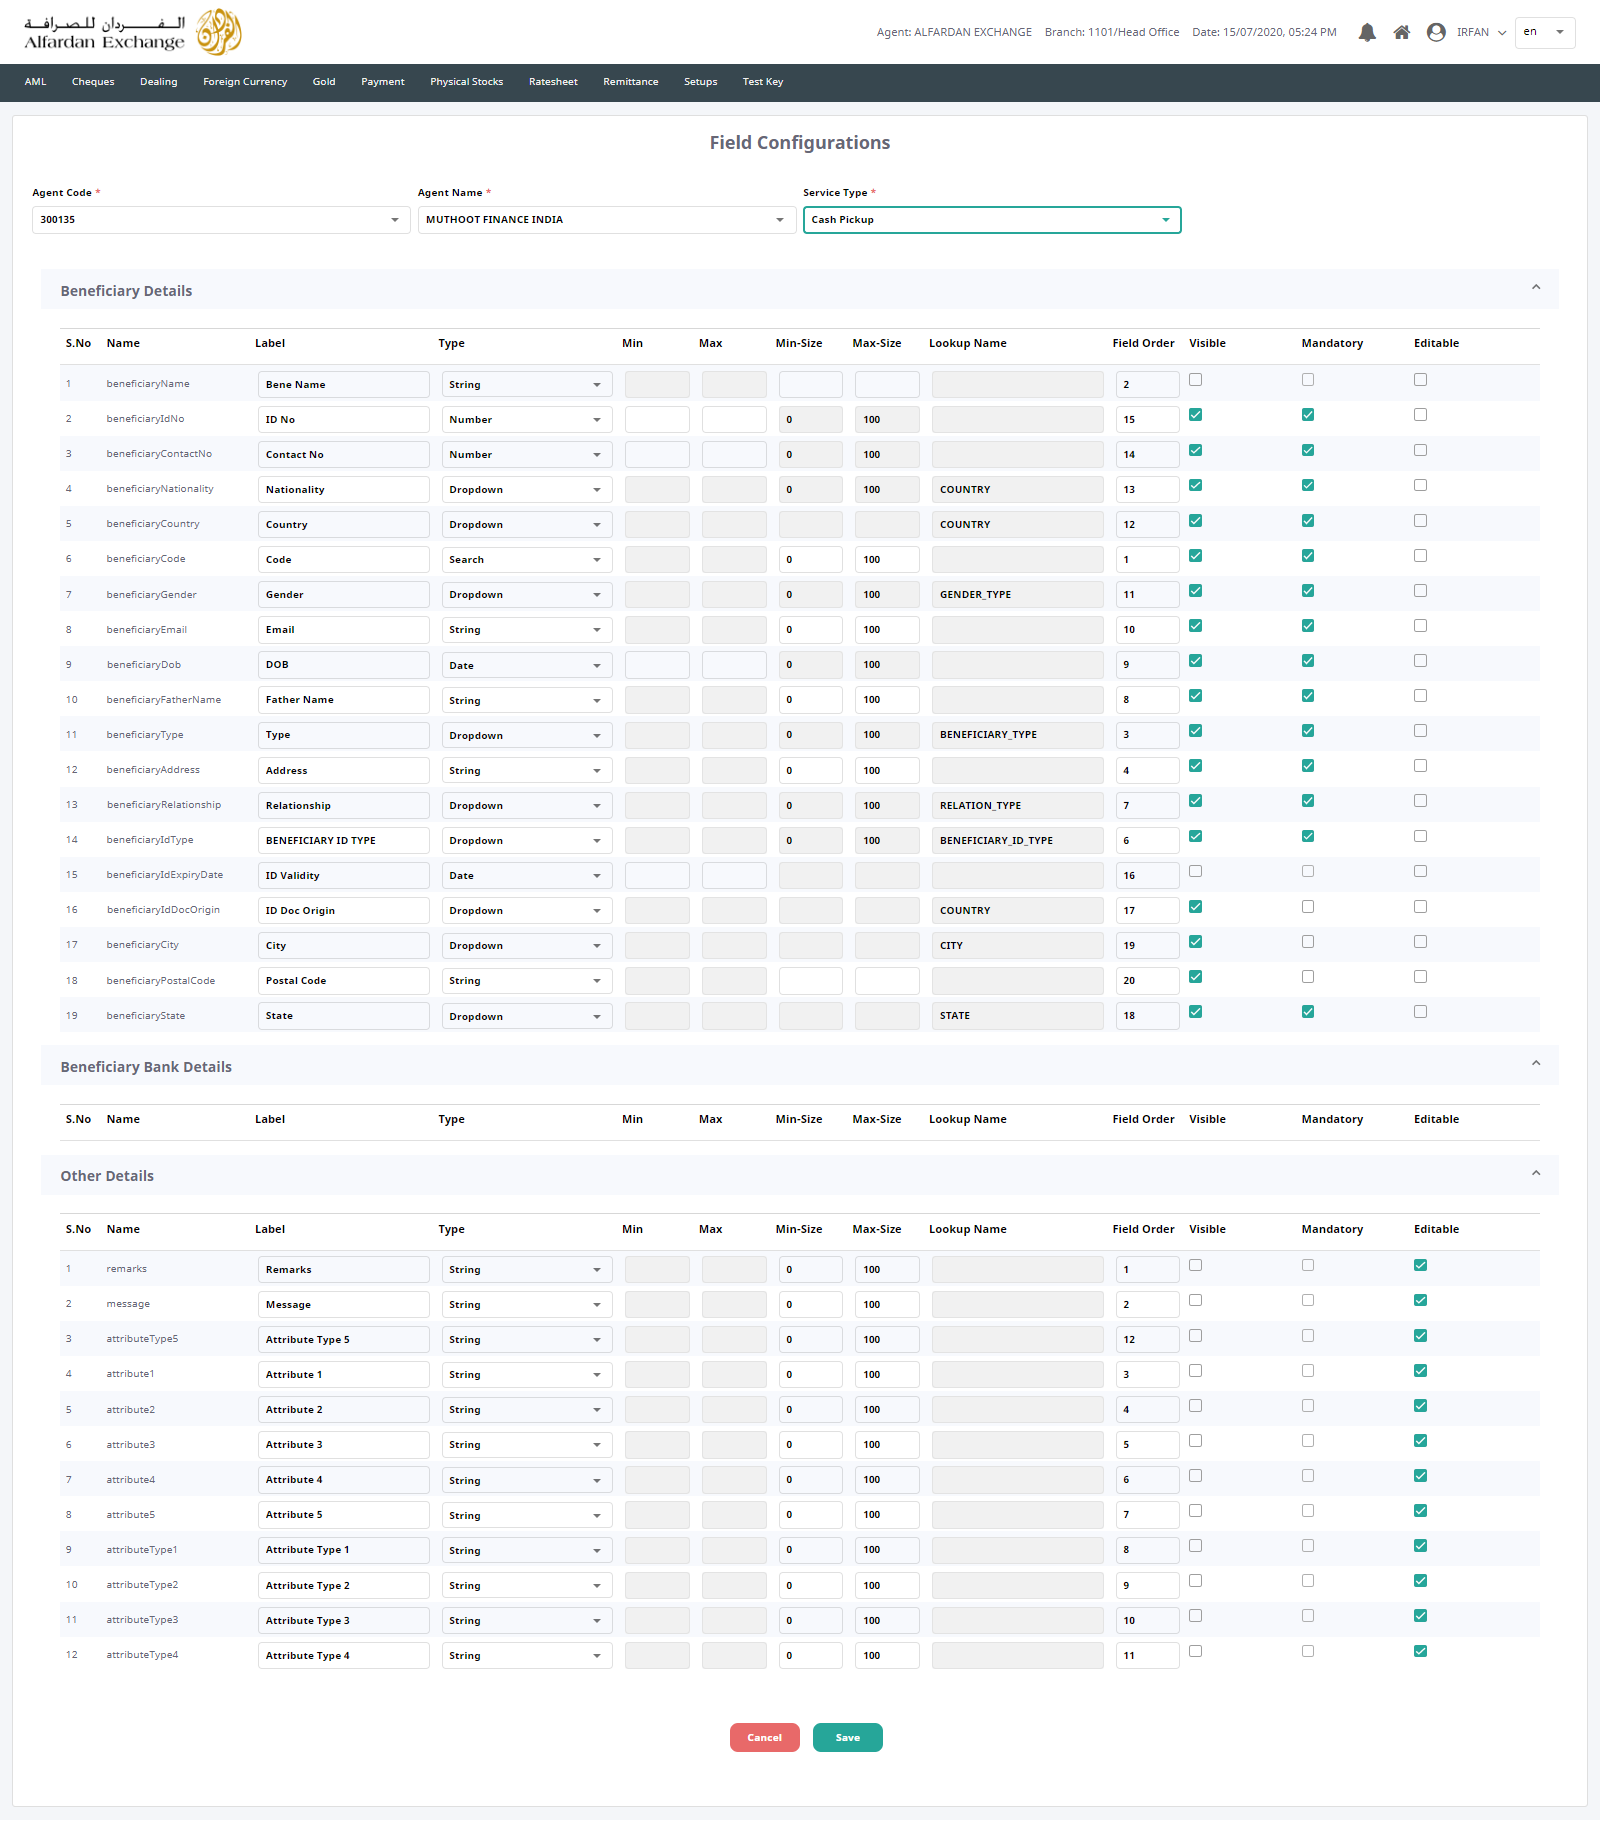 الـفـــردان للـصـرافـة
Alfardan Exchange
Agent: ALFARDAN EXCHANGE Branch: 1101/Head Office Date: 15/07/2020, 05:24 PM IRFAN en
AML Cheques Dealing Foreign Currency Gold Payment Physical Stocks Ratesheet Remittance Setups Test Key
Field Configurations
Agent Code * Agent Name * Service Type *
300135 MUTHOOT FINANCE INDIA Cash Pickup
Beneficiary Details
S.No Name Label Type Min Max Min-Size Max-Size Lookup Name Field Order Visible Mandatory Editable
1 beneficiaryName Bene Name String 2
2 beneficiaryIdNo ID No Number 0 100 15
3 beneficiaryContactNo Contact No Number 0 100 14
4 beneficiaryNationality Nationality Dropdown 0 100 COUNTRY 13
5 beneficiaryCountry Country Dropdown COUNTRY 12
6 beneficiaryCode Code Search 0 100 1
7 beneficiaryGender Gender Dropdown 0 100 GENDER_TYPE 11
8 beneficiaryEmail Email String 0 100 10
9 beneficiaryDob DOB Date 0 100 9
10 beneficiaryFatherName Father Name String 0 100 8
11 beneficiaryType Type Dropdown 0 100 BENEFICIARY_TYPE 3
12 beneficiaryAddress Address String 0 100 4
13 beneficiaryRelationship Relationship Dropdown 0 100 RELATION_TYPE 7
14 beneficiaryIdType BENEFICIARY ID TYPE Dropdown 0 100 BENEFICIARY_ID_TYPE 6
15 beneficiaryIdExpiryDate ID Validity Date 16
16 beneficiaryIdDocOrigin ID Doc Origin Dropdown COUNTRY 17
17 beneficiaryCity City Dropdown CITY 19
18 beneficiaryPostalCode Postal Code String 20
19 beneficiaryState State Dropdown STATE 18
Beneficiary Bank Details
S.No Name Label Type Min Max Min-Size Max-Size Lookup Name Field Order Visible Mandatory Editable
Other Details
S.No Name Label Type Min Max Min-Size Max-Size Lookup Name Field Order Visible Mandatory Editable
1 remarks Remarks String 0 100 1
2 message Message String 0 100 2
3 attributeType5 Attribute Type 5 String 0 100 12
4 attribute1 Attribute 1 String 0 100 3
5 attribute2 Attribute 2 String 0 100 4
6 attribute3 Attribute 3 String 0 100 5
7 attribute4 Attribute 4 String 0 100 6
8 attribute5 Attribute 5 String 0 100 7
9 attributeType1 Attribute Type 1 String 0 100 8
10 attributeType2 Attribute Type 2 String 0 100 9
11 attributeType3 Attribute Type 3 String 0 100 10
12 attributeType4 Attribute Type 4 String 0 100 11
Cancel Save